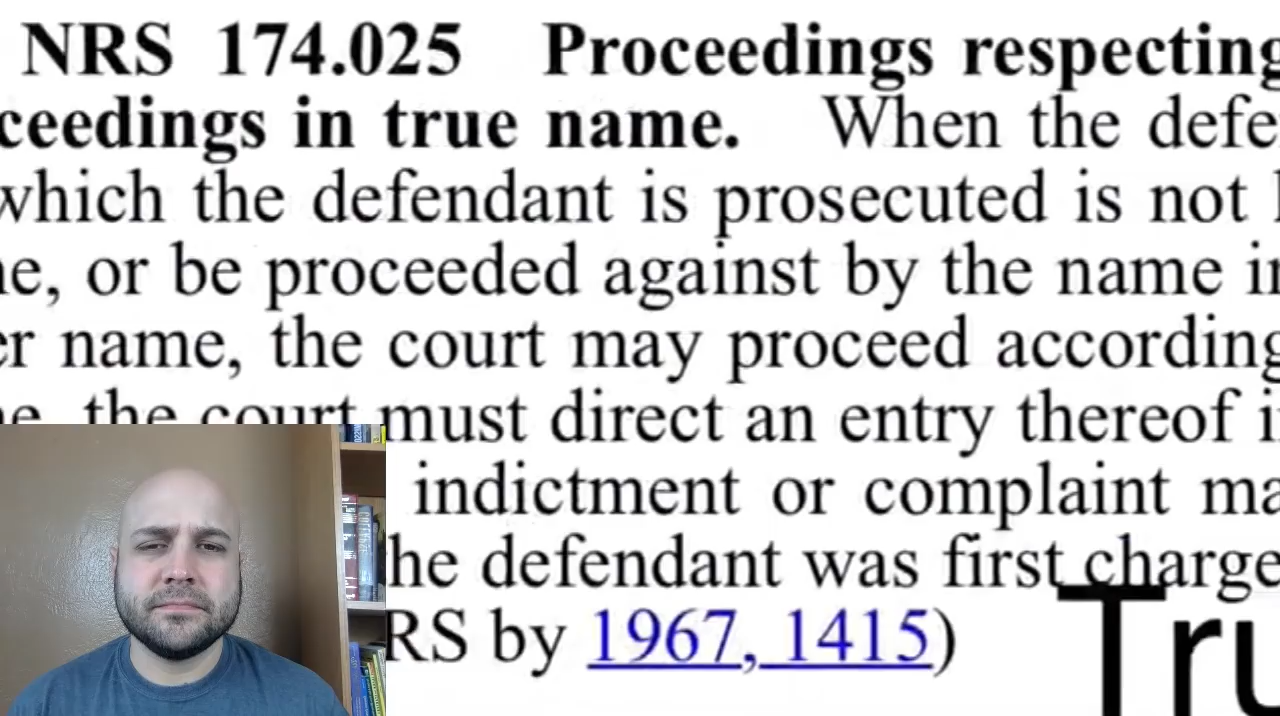 NRS 174.025 Proceedings respecting
ceedings in true name. When the defe
which the defendant is prosecuted is not
ne, or be proceeded against by the name in
er name, the court may proceed according
ne, the court must direct an entry thereof i
indictment or complaint ma
he defendant was first charge
RS by 1967, 1415)
Tru